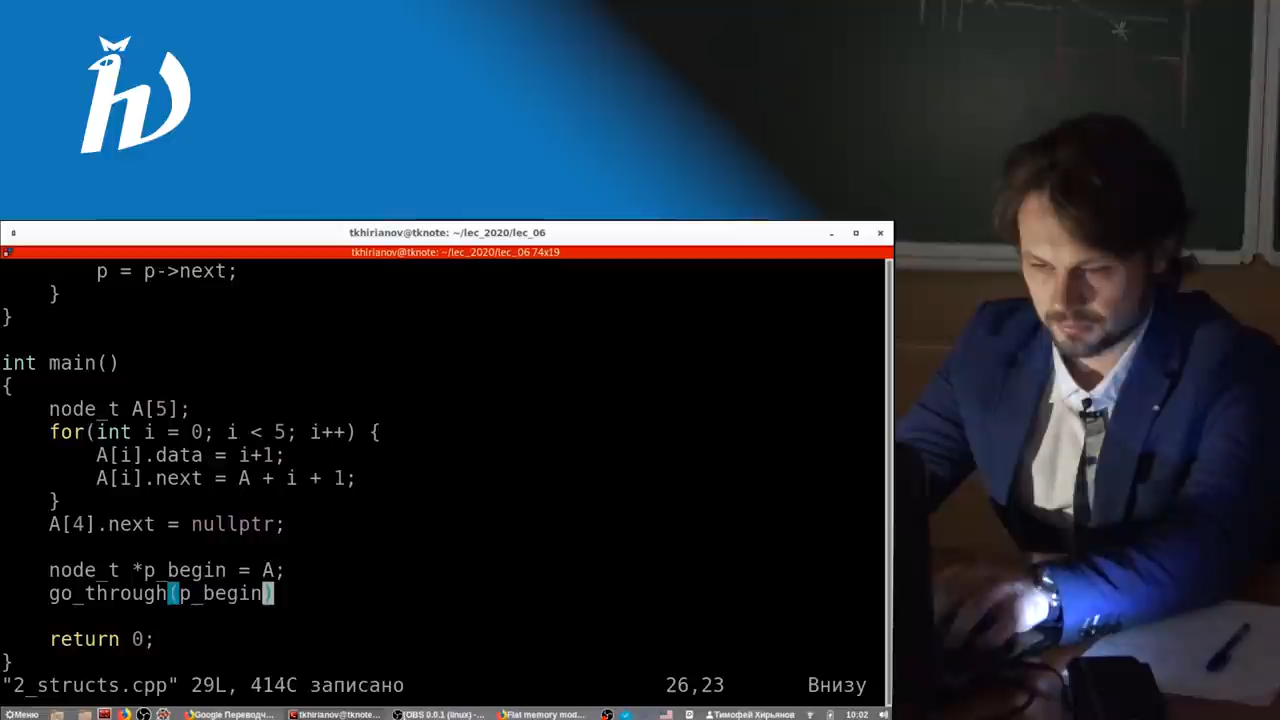 h
tkhirianov@tknote: ~/lec_2020/lec_06
tkhirianov@tknote: ~/lec_2020/lec_06 74x19
        p = p->next;
    }
}
int main()
{
    node_t A[5];
    for(int i = 0; i < 5; i++) {
        A[i].data = i+1;
        A[i].next = A + i + 1;
    }
    A[4].next = nullptr;
    node_t *p_begin = A;
    go_through(p_begin)
    return 0;
}
"2_structs.cpp" 29L, 414C записано 26,23 Внизу
Меню Google Переводч... tkhirianov@tknote... [OBS 0.0.1 (linux) -... Flat memory mod... Тимофей Хирьянов 10:02